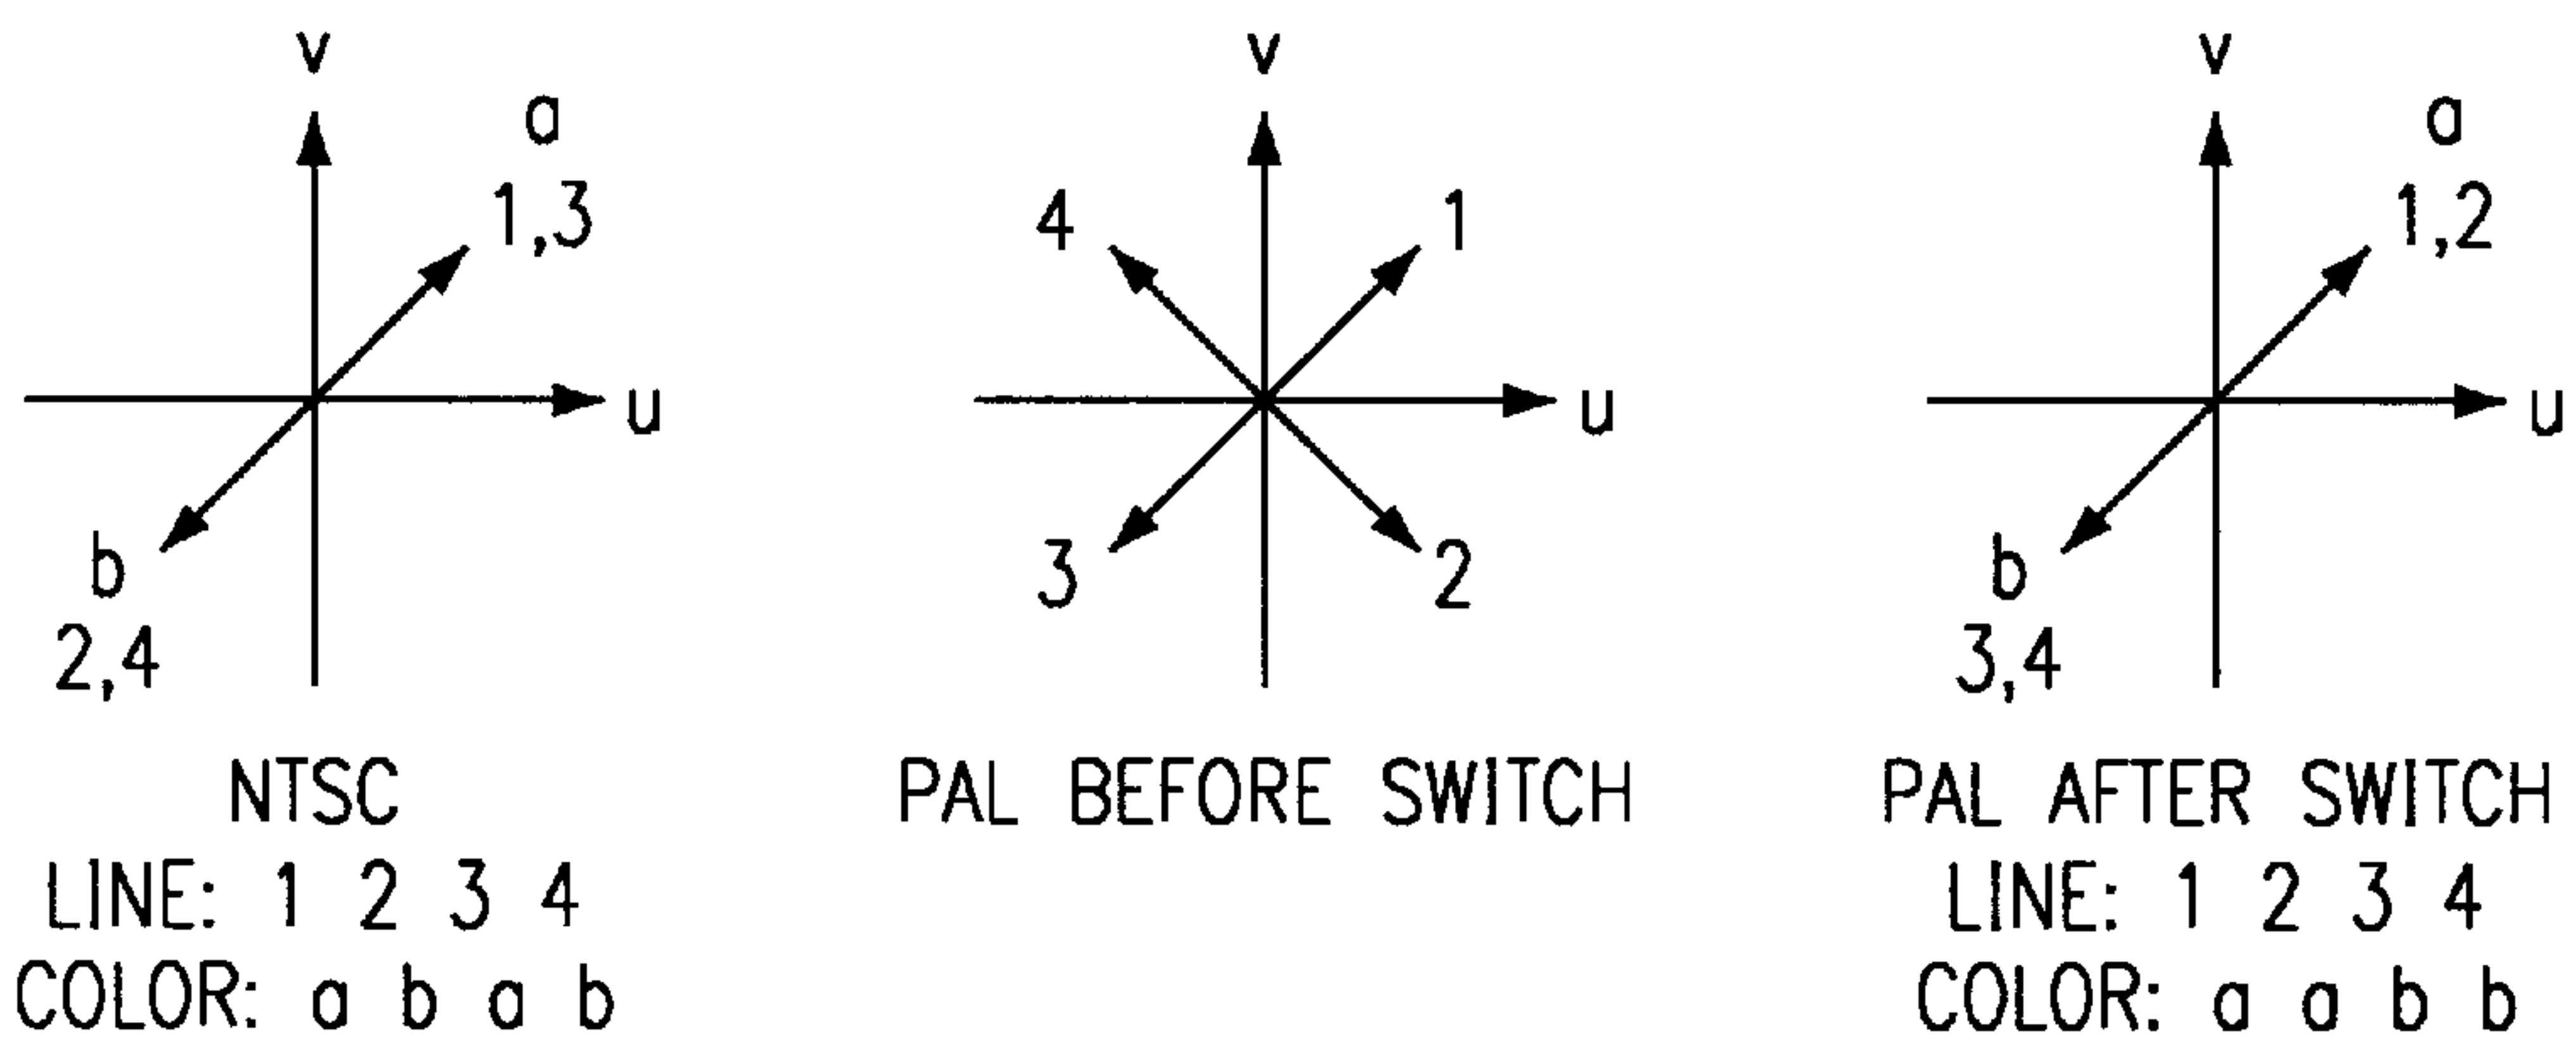 v
a
1,3
u
b
2,4
NTSC
LINE: 1 2 3 4
COLOR: a b a b
v
4
1
u
3
2
PAL BEFORE SWITCH
v
a
1,2
u
b
3,4
PAL AFTER SWITCH
LINE: 1 2 3 4
COLOR: a a b b